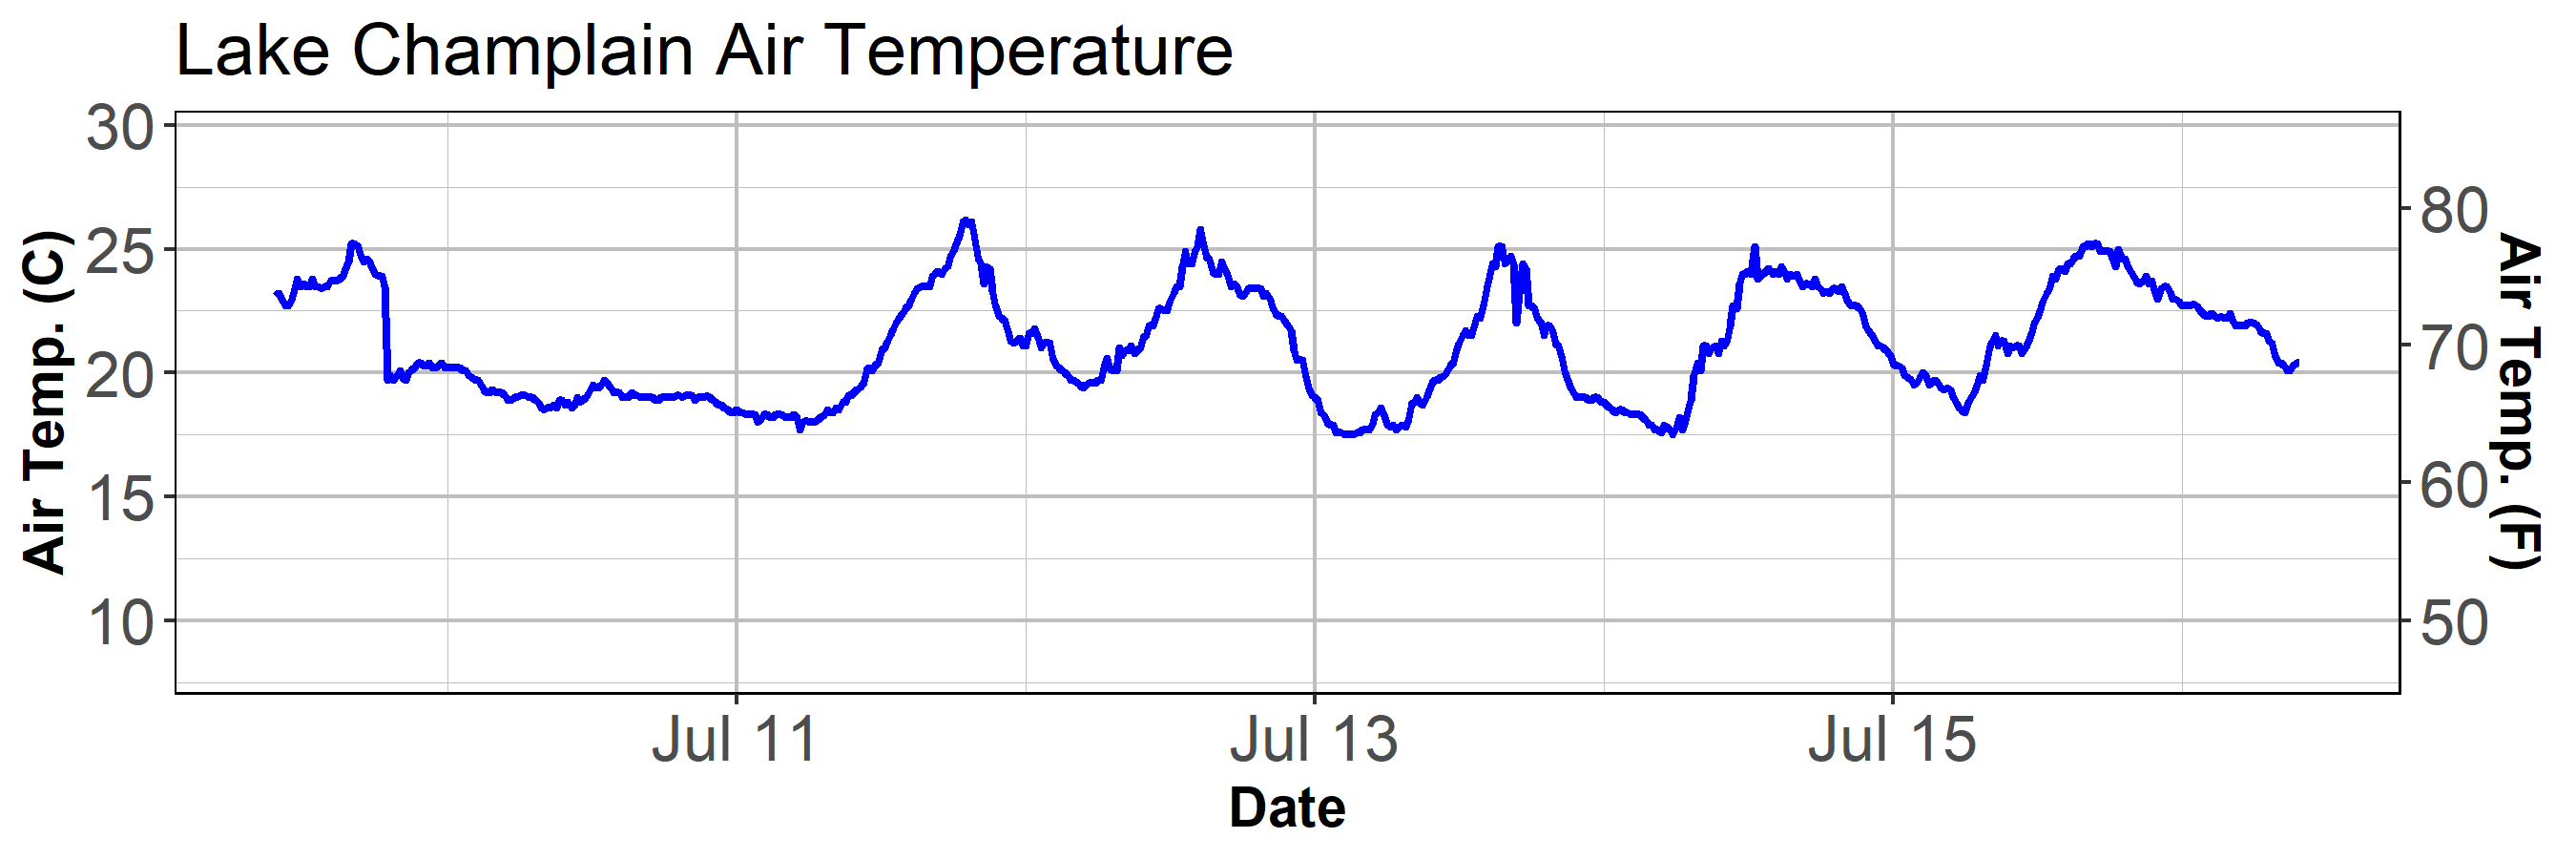 Lake Champlain Air Temperature
30
25
20
15
10
Air Temp. (C)
80
70
60
50
Air Temp. (F)
Jul 11
Jul 13
Jul 15
Date